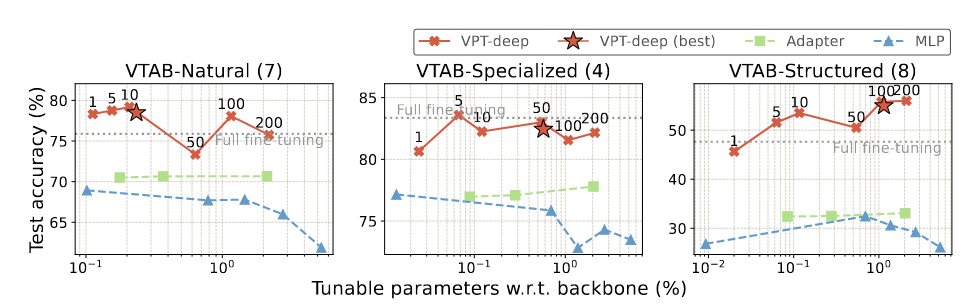 VPT-deep VPT-deep (best) Adapter MLP
VTAB-Natural (7) VTAB-Specialized (4) VTAB-Structured (8)
Test accuracy (%)
80
75
70
65
1 5 10 50 100 200
Full fine-tuning
10⁻¹ 10⁰
85
80
75
1 5 10 50 100 200
Full fine-tuning
10⁻¹ 10⁰
50
40
30
1 5 10 50 100 200
Full fine-tuning
10⁻² 10⁻¹ 10⁰
Tunable parameters w.r.t. backbone (%)